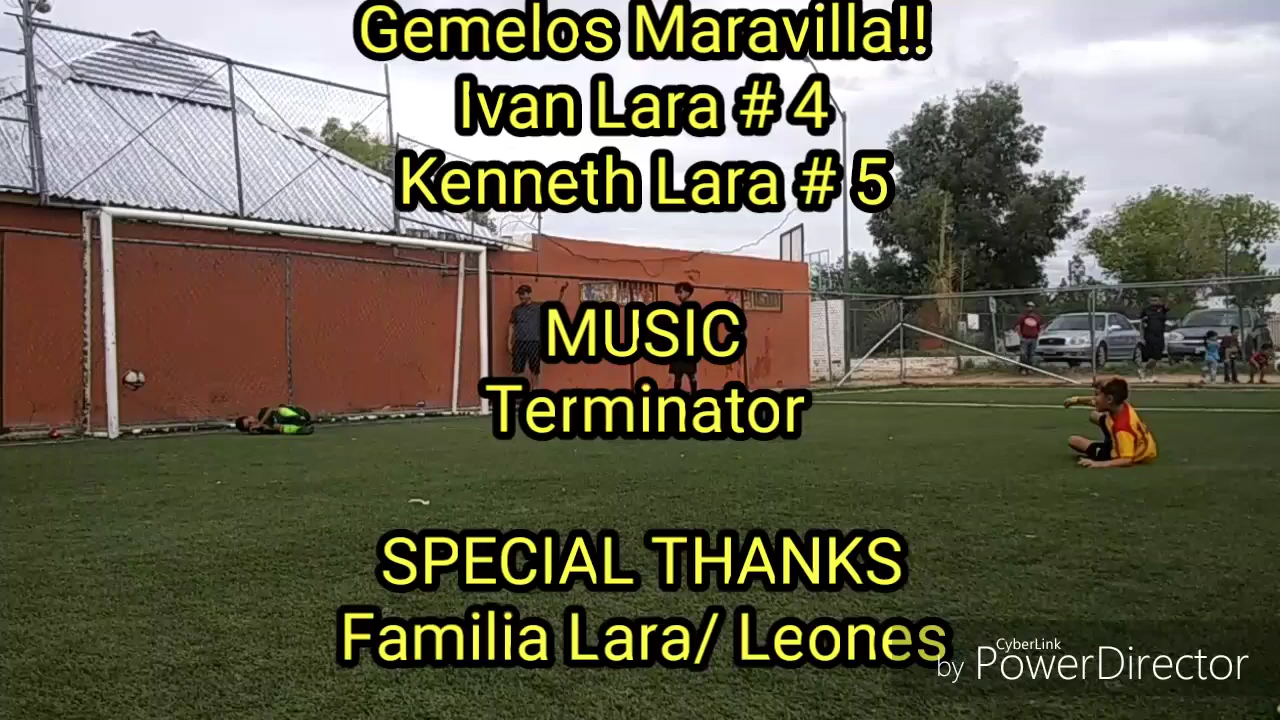 Gemelos Maravilla!!
Ivan Lara # 4
Kenneth Lara # 5
MUSIC
Terminator
SPECIAL THANKS
Familia Lara/ Leones
CyberLink
by PowerDirector